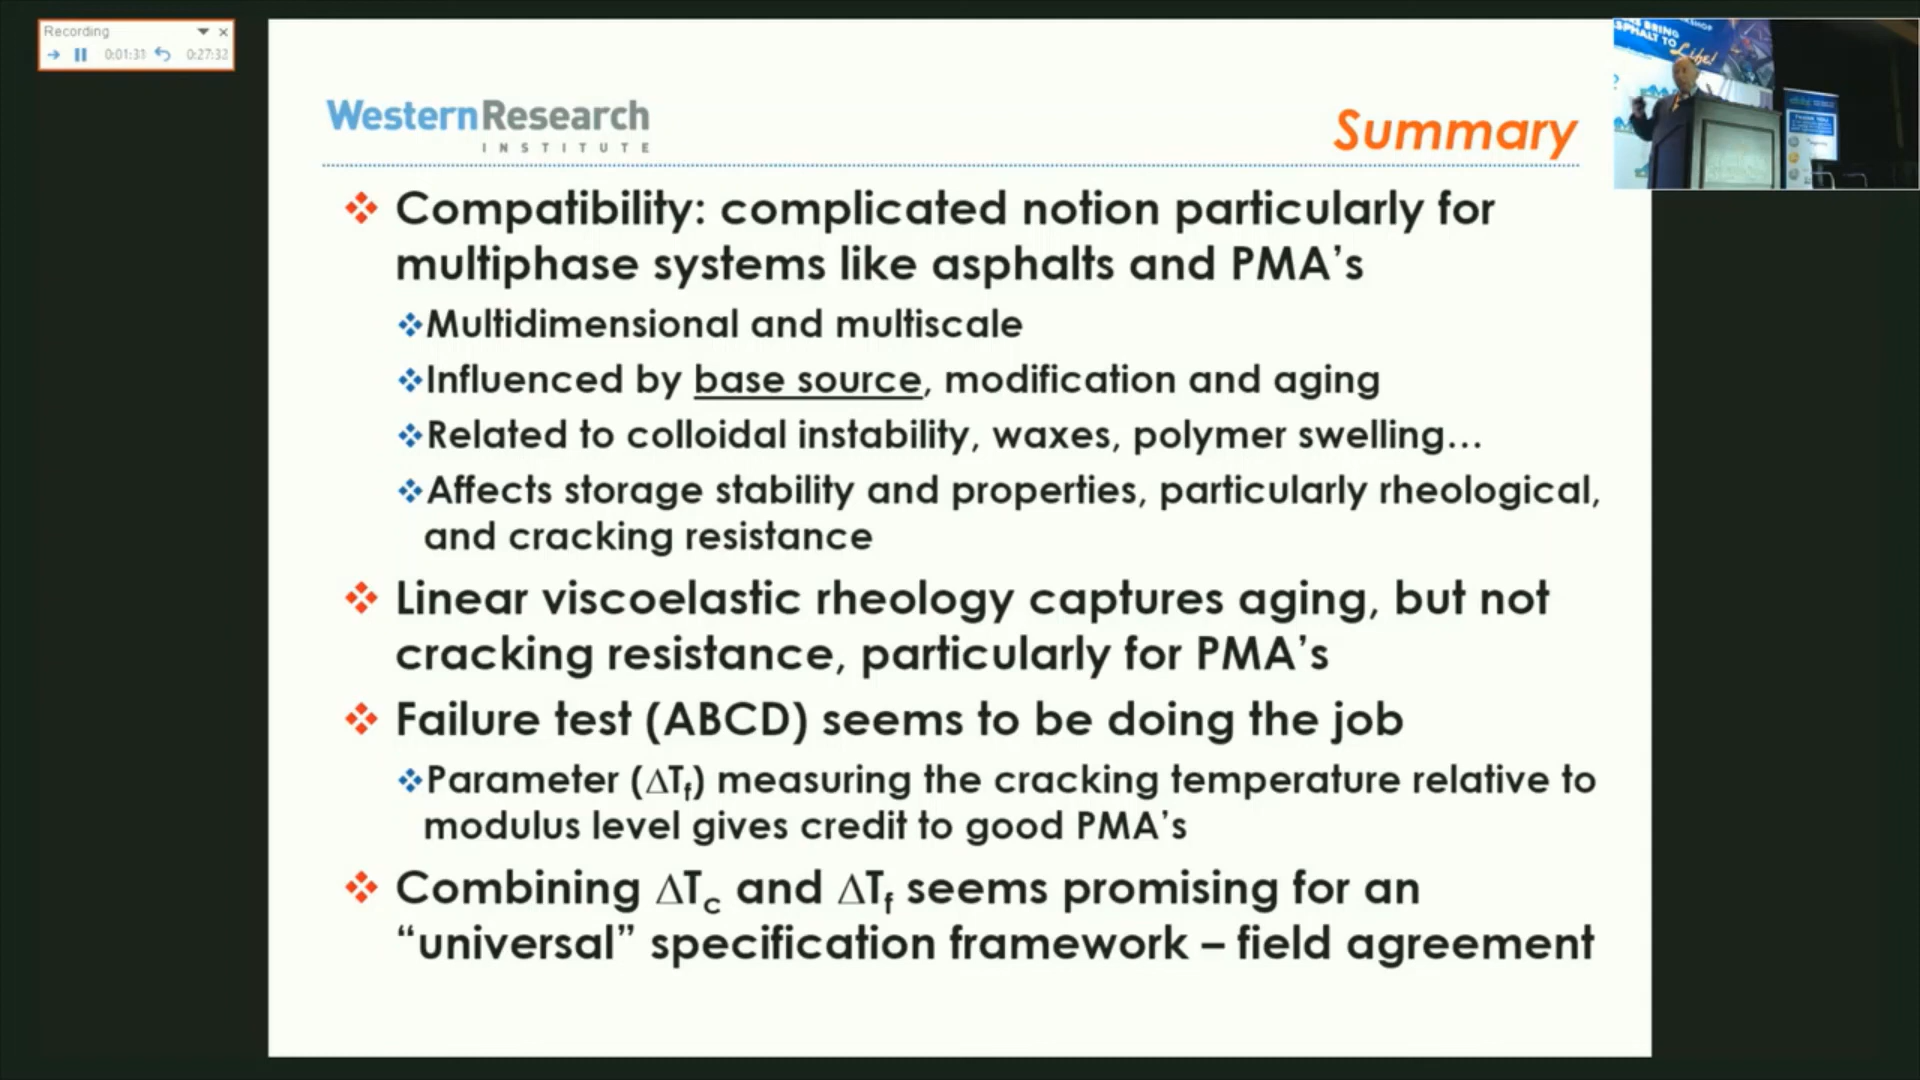 Recording
0:01:31 0:27:33
WesternResearch
INSTITUTE
Summary
BRING
ASPHALT TO
Life!
Compatibility: complicated notion particularly for
multiphase systems like asphalts and PMA's
Multidimensional and multiscale
Influenced by base source, modification and aging
Related to colloidal instability, waxes, polymer swelling...
Affects storage stability and properties, particularly rheological,
and cracking resistance
Linear viscoelastic rheology captures aging, but not
cracking resistance, particularly for PMA's
Failure test (ABCD) seems to be doing the job
Parameter (ΔTf) measuring the cracking temperature relative to
modulus level gives credit to good PMA's
Combining ΔTc and ΔTf seems promising for an
“universal” specification framework – field agreement